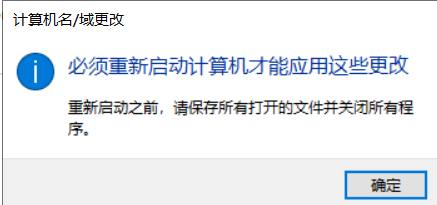 计算机名/域更改
必须重新启动计算机才能应用这些更改
重新启动之前，请保存所有打开的文件并关闭所有程
序。
确定